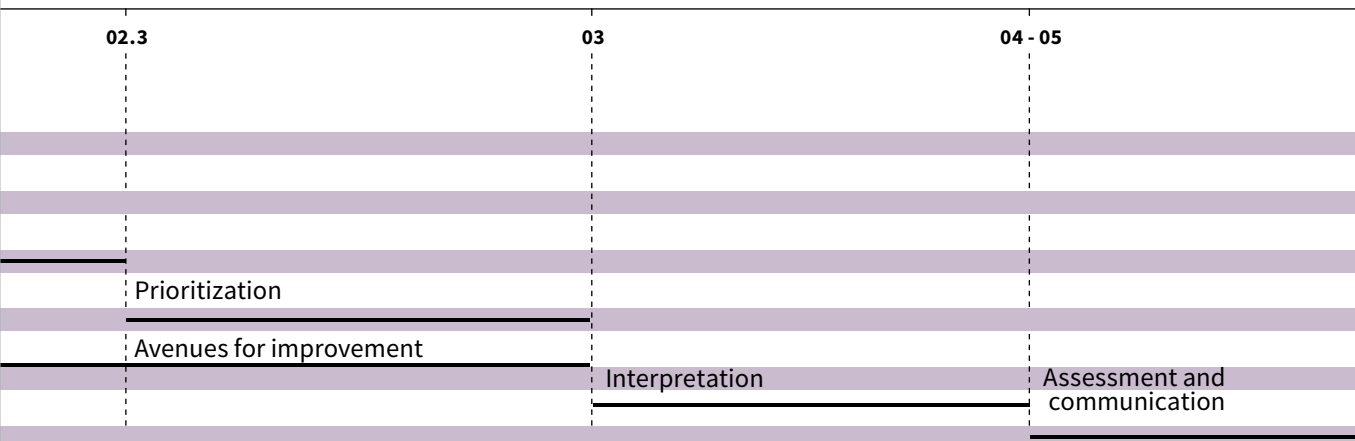 02.3
03
04 - 05
Prioritization
Avenues for improvement
Interpretation
Assessment and
communication